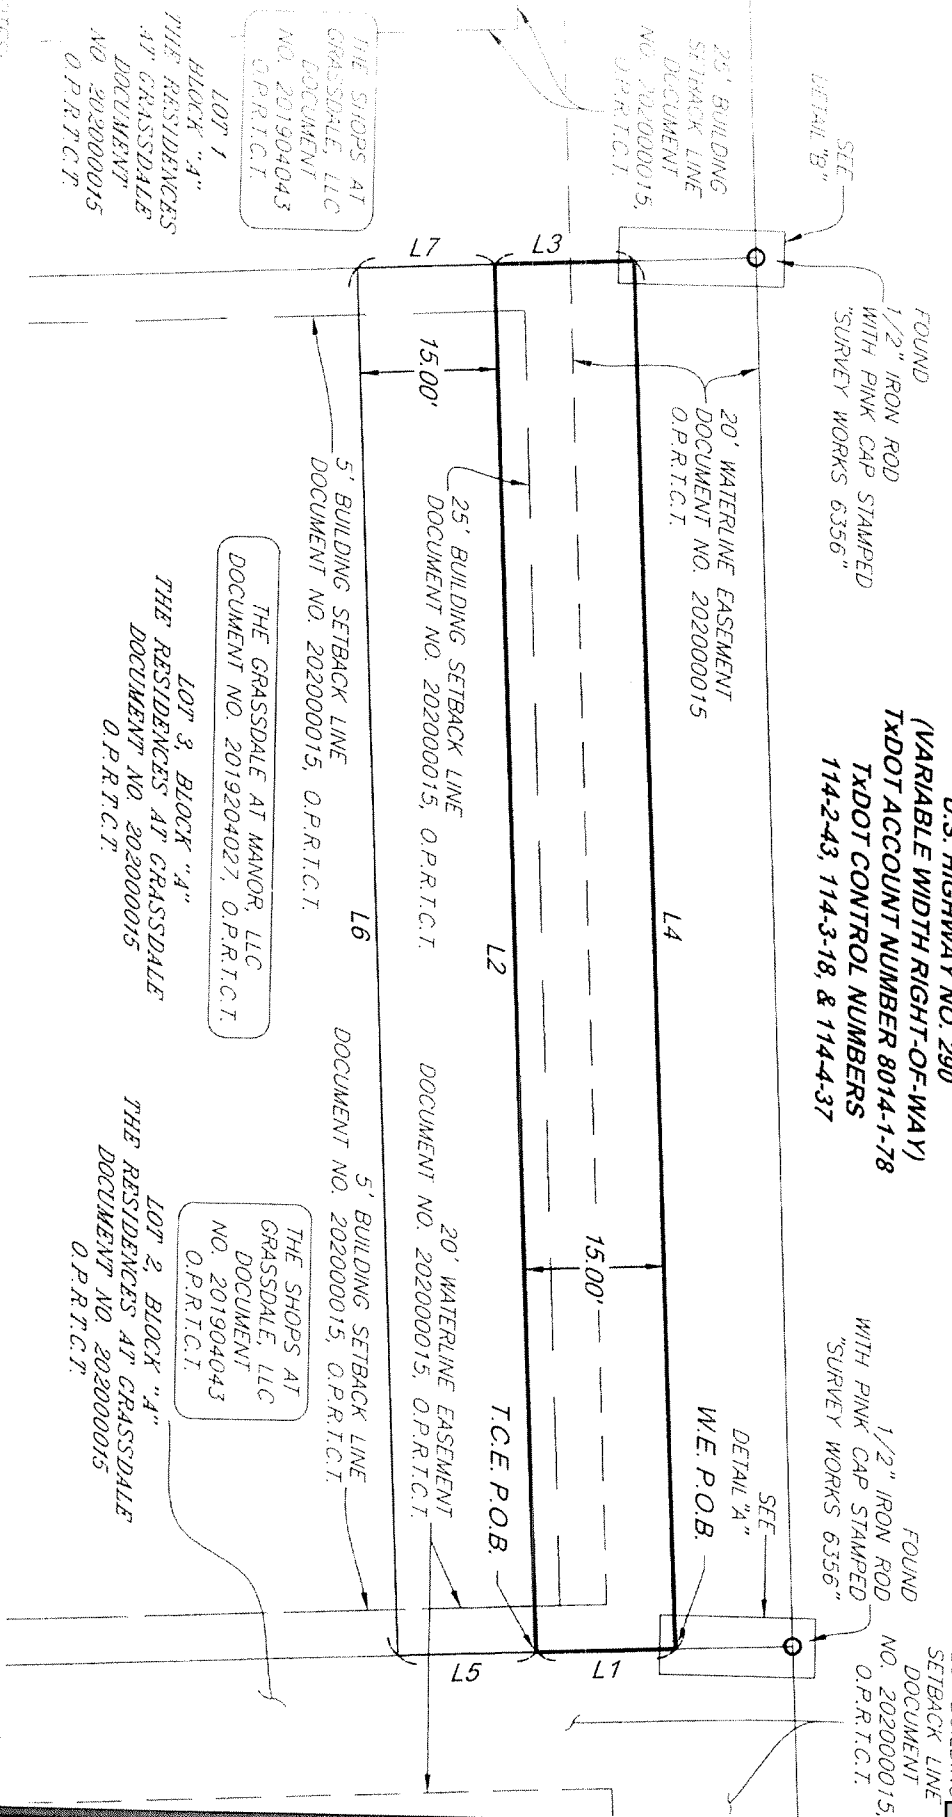 U.S. HIGHWAY NO. 290
(VARIABLE WIDTH RIGHT-OF-WAY)
TxDOT ACCOUNT NUMBER 8014-1-78
TxDOT CONTROL NUMBERS
114-2-43, 114-3-18, & 114-4-37
FOUND
1/2" IRON ROD
WITH PINK CAP STAMPED
"SURVEY WORKS 6356"
SEE
DETAIL "B"
25' BUILDING
SETBACK LINE
DOCUMENT
NO. 202000015,
O.P.R.T.C.T.
THE SHOPS AT
GRASSDALE, LLC
DOCUMENT
NO. 201904043
O.P.R.T.C.T.
LOT 1
BLOCK "A"
THE RESIDENCES
AT GRASSDALE
DOCUMENT
NO. 202000015
O.P.R.T.C.T.
FOUND
1/2" IRON ROD
WITH PINK CAP STAMPED
"SURVEY WORKS 6356"
SETBACK LINE
DOCUMENT
NO. 202000015
O.P.R.T.C.T.
SEE
DETAIL "A"
W.E. P.O.B.
20' WATERLINE EASEMENT
DOCUMENT NO. 202000015
O.P.R.T.C.T.
L3
L4
L1
15.00'
L2
T.C.E. P.O.B.
L7
15.00'
25' BUILDING SETBACK LINE
DOCUMENT NO. 202000015, O.P.R.T.C.T.
20' WATERLINE EASEMENT
DOCUMENT NO. 202000015, O.P.R.T.C.T.
L5
L6
5' BUILDING SETBACK LINE
DOCUMENT NO. 202000015, O.P.R.T.C.T.
5' BUILDING SETBACK LINE
DOCUMENT NO. 202000015, O.P.R.T.C.T.
THE GRASSDALE AT MANOR, LLC
DOCUMENT NO. 201920402?, O.P.R.T.C.T.
THE SHOPS AT
GRASSDALE, LLC
DOCUMENT
NO. 201904043
O.P.R.T.C.T.
LOT 3, BLOCK "A"
THE RESIDENCES AT GRASSDALE
DOCUMENT NO. 202000015
O.P.R.T.C.T.
LOT 2, BLOCK "A"
THE RESIDENCES AT GRASSDALE
DOCUMENT NO. 202000015
O.P.R.T.C.T.